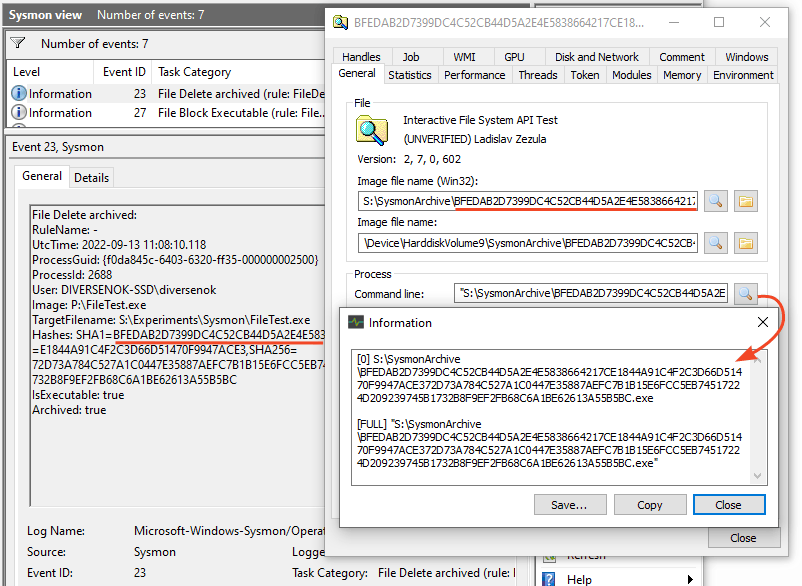 Sysmon view Number of events: 7
Number of events: 7
Level Event ID Task Category
Information 23 File Delete archived (rule: FileDe
Information 27 File Block Executable (rule: File...
Event 23, Sysmon
General Details
File Delete archived:
RuleName: -
UtcTime: 2022-09-13 11:08:10.118
ProcessGuid: {f0da845c-6403-6320-ff35-000000002500}
ProcessId: 2688
User: DIVERSENOK-SSD\diversenok
Image: P:\FileTest.exe
TargetFilename: S:\Experiments\Sysmon\FileTest.exe
Hashes: SHA1=BFEDAB2D7399DC4C52CB44D5A2E4E583
=E1844A91C4F2C3D66D51470F9947ACE3,SHA256=
72D73A784C527A1C0447E35887AEFC7B1B15E6FCC5EB74
732B8F9EF2FB68C6A1BE62613A55B5BC
IsExecutable: true
Archived: true
Log Name: Microsoft-Windows-Sysmon/Operat
Source: Sysmon Logge
Event ID: 23 Task Category: File Delete archived (rule: 
BFEDAB2D7399DC4C52CB44D5A2E4E5838664217CE18...
Handles Job WMI GPU Disk and Network Comment Windows
General Statistics Performance Threads Token Modules Memory Environment
File
Interactive File System API Test
(UNVERIFIED) Ladislav Zezula
Version: 2, 7, 0, 602
Image file name (Win32):
S:\SysmonArchive\BFEDAB2D7399DC4C52CB44D5A2E4E5838664217
Image file name:
\Device\HarddiskVolume9\SysmonArchive\BFEDAB2D7399DC4C52CB4
Process
Command line: "S:\SysmonArchive\BFEDAB2D7399DC4C52CB44D5A2E
Information
[0] S:\SysmonArchive
\BFEDAB2D7399DC4C52CB44D5A2E4E5838664217CE1844A91C4F2C3D66D51
470F9947ACE372D73A784C527A1C0447E35887AEFC7B1B15E6FCC5EB7451722
4D209239745B1732B8F9EF2FB68C6A1BE62613A55B5BC.exe
[FULL] "S:\SysmonArchive
\BFEDAB2D7399DC4C52CB44D5A2E4E5838664217CE1844A91C4F2C3D66D51
470F9947ACE372D73A784C527A1C0447E35887AEFC7B1B15E6FCC5EB7451722
4D209239745B1732B8F9EF2FB68C6A1BE62613A55B5BC.exe"
Save... Copy Close
Close
Refresh
Help